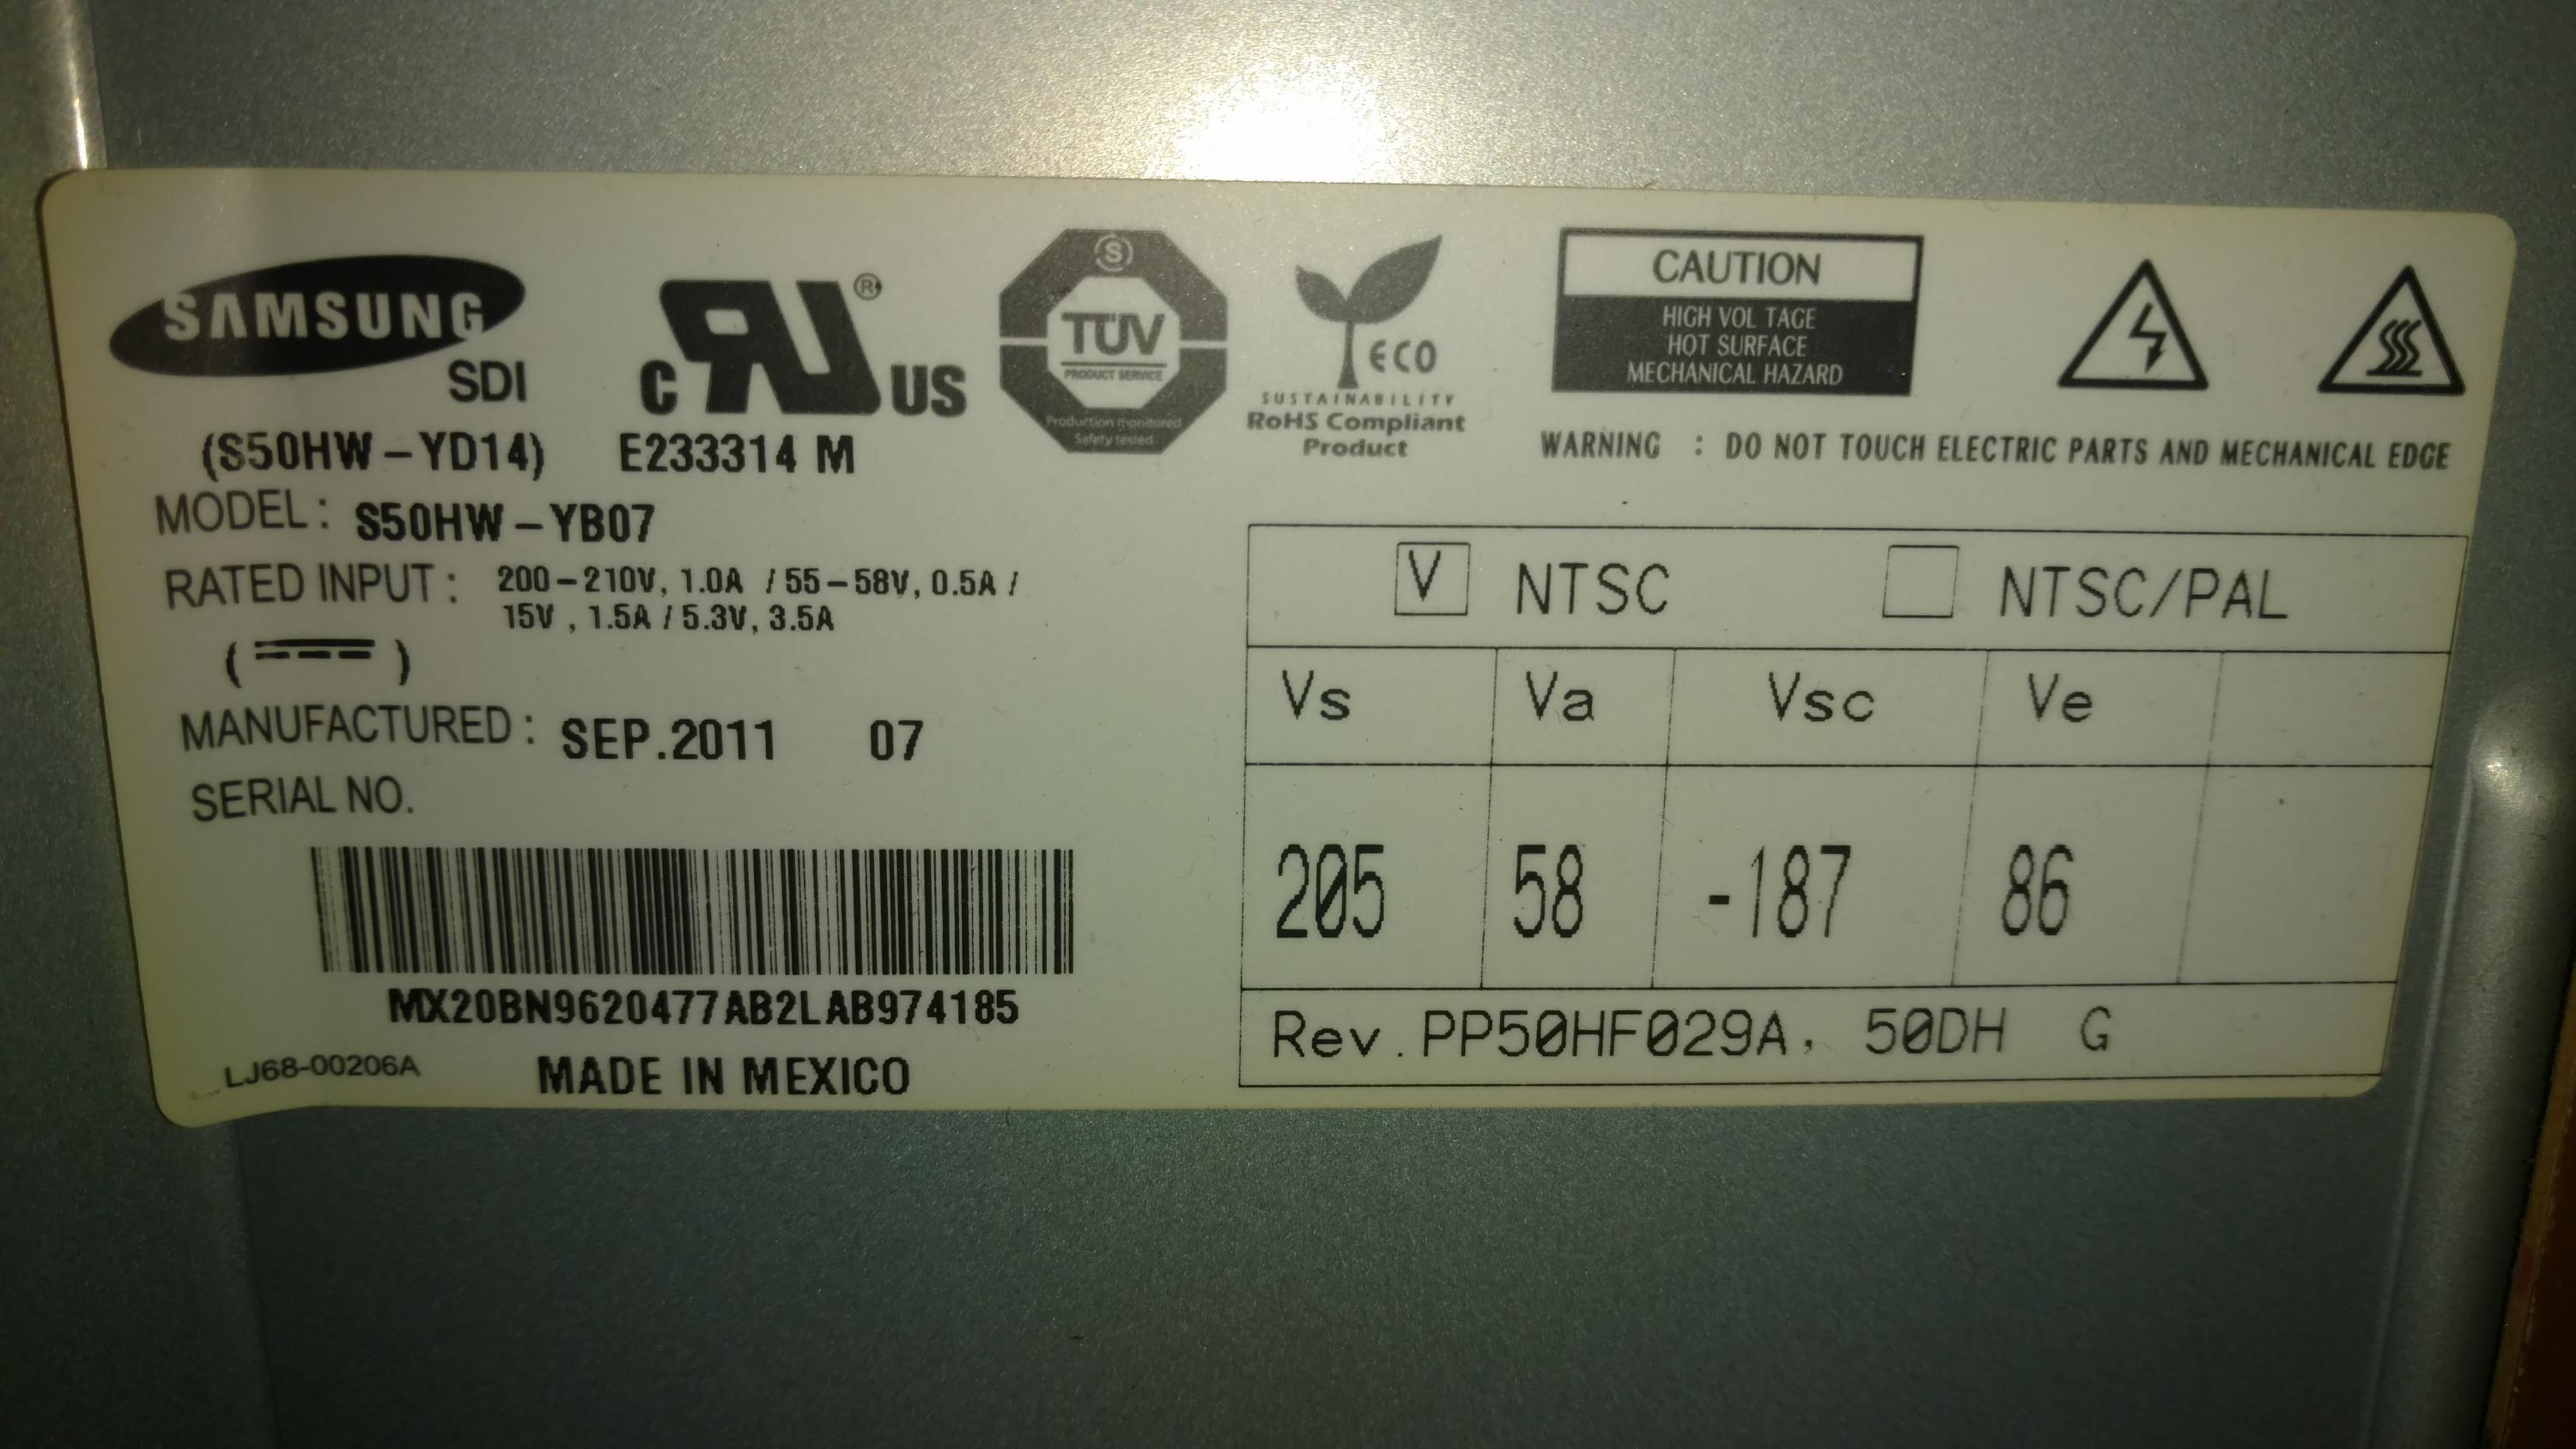 SAMSUNG
SDI
(S50HW-YD14)
C RU ® US
E233314 M
S
TÜV
PRODUCT SERVICE
Production monitored
Safety tested
ECO
SUSTAINABILITY
RoHS Compliant
Product
CAUTION
HIGH VOL TAGE
HOT SURFACE
MECHANICAL HAZARD
WARNING : DO NOT TOUCH ELECTRIC PARTS AND MECHANICAL EDGE
MODEL: S50HW-YB07
RATED INPUT: 200-210V, 1.0A / 55-58V, 0.5A /
15V , 1.5A / 5.3V, 3.5A
MANUFACTURED: SEP.2011 07
SERIAL NO.
MX20BN9620477AB2LAB974185
LJ68-00206A
MADE IN MEXICO
V NTSC NTSC/PAL
Vs Va Vsc Ve
205 58 -187 86
Rev.PP50HF029A, 50DH G